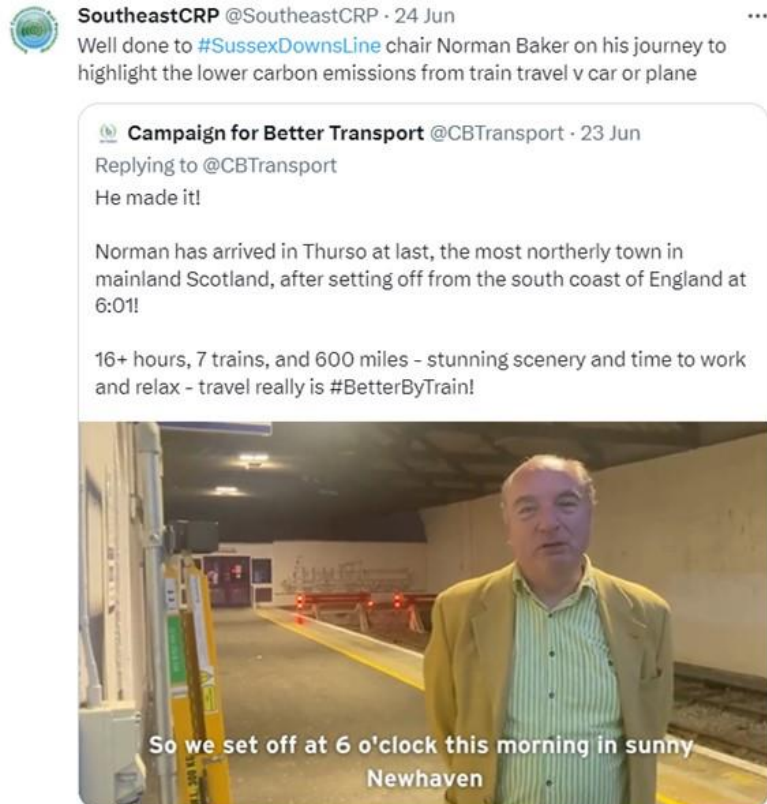 SoutheastCRP @SoutheastCRP · 24 Jun
Well done to #SussexDownsLine chair Norman Baker on his journey to
highlight the lower carbon emissions from train travel v car or plane
Campaign for Better Transport @CBTransport · 23 Jun
Replying to @CBTransport
He made it!
Norman has arrived in Thurso at last, the most northerly town in
mainland Scotland, after setting off from the south coast of England at
6:01!
16+ hours, 7 trains, and 600 miles – stunning scenery and time to work
and relax - travel really is #BetterByTrain!
So we set off at 6 o'clock this morning in sunny
Newhaven